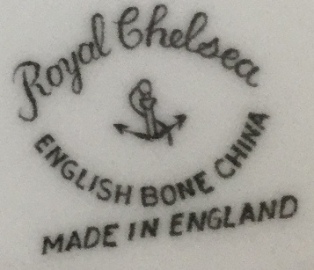 Royal Chelsea
ENGLISH BONE CHINA
MADE IN ENGLAND